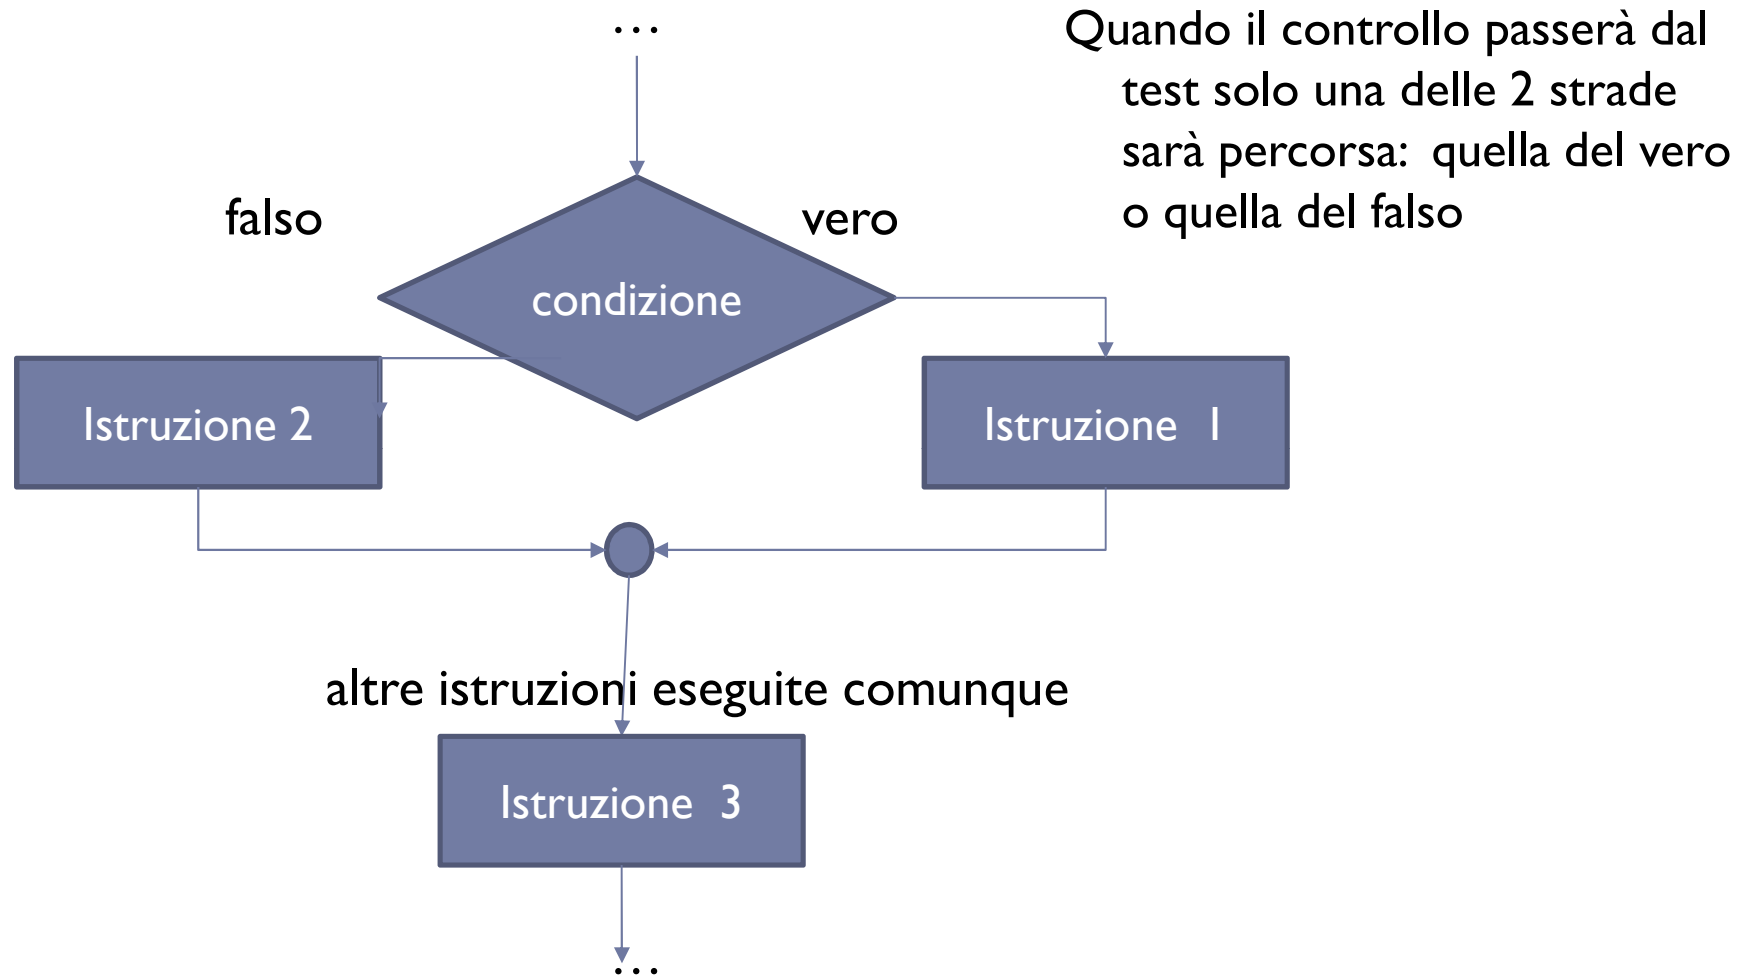 …
Quando il controllo passerà dal
test solo una delle 2 strade
sarà percorsa: quella del vero
o quella del falso
falso
vero
condizione
Istruzione 2
Istruzione 1
altre istruzioni eseguite comunque
Istruzione 3
…